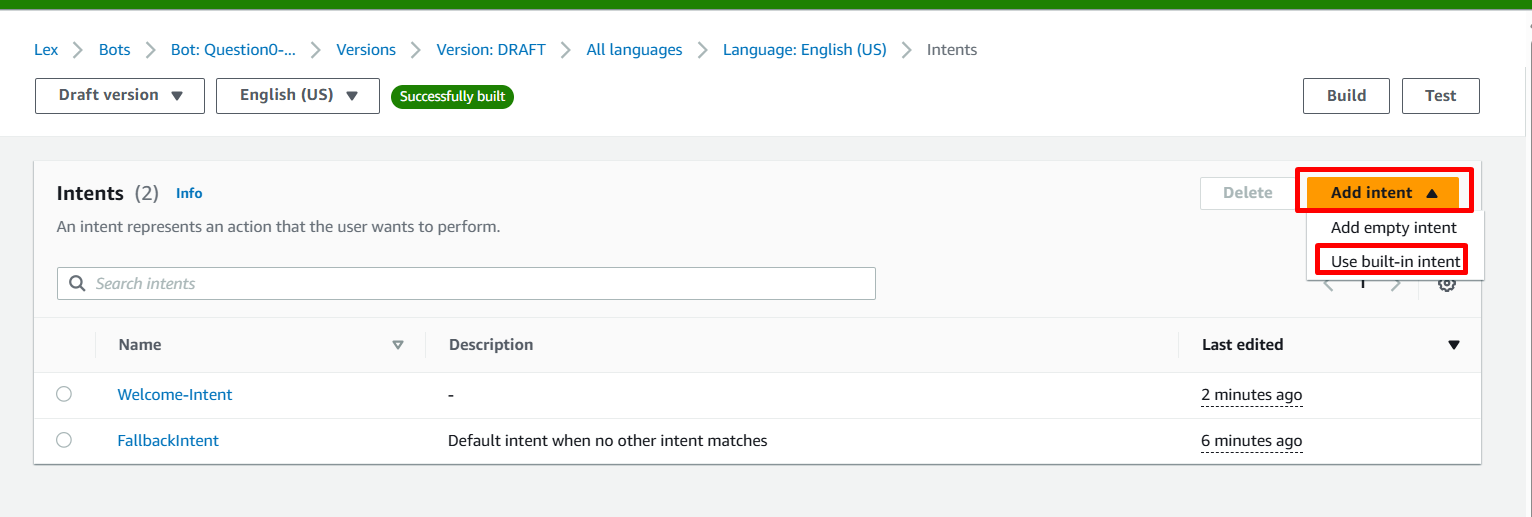 Lex Bots Bot: Question0-... Versions Version: DRAFT All languages Language: English (US) Intents
Draft version English (US) Successfully built Build Test
Intents (2) Info Delete Add intent
An intent represents an action that the user wants to perform. Add empty intent
Use built-in intent
Search intents 1
Name Description Last edited
Welcome-Intent - 2 minutes ago
FallbackIntent Default intent when no other intent matches 6 minutes ago